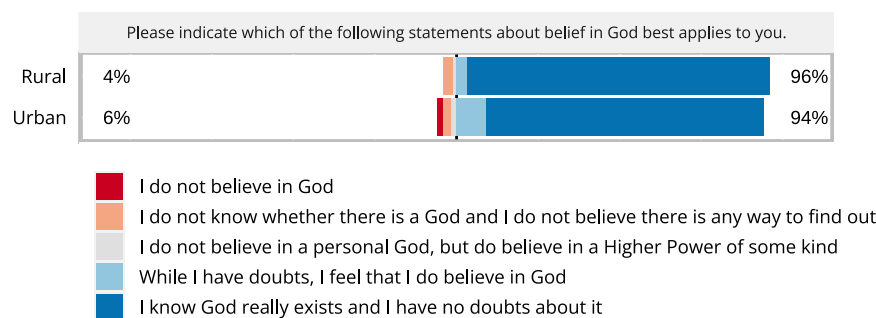 Please indicate which of the following statements about belief in God best applies to you.
Rural 4% 96%
Urban 6% 94%
I do not believe in God
I do not know whether there is a God and I do not believe there is any way to find out
I do not believe in a personal God, but do believe in a Higher Power of some kind
While I have doubts, I feel that I do believe in God
I know God really exists and I have no doubts about it